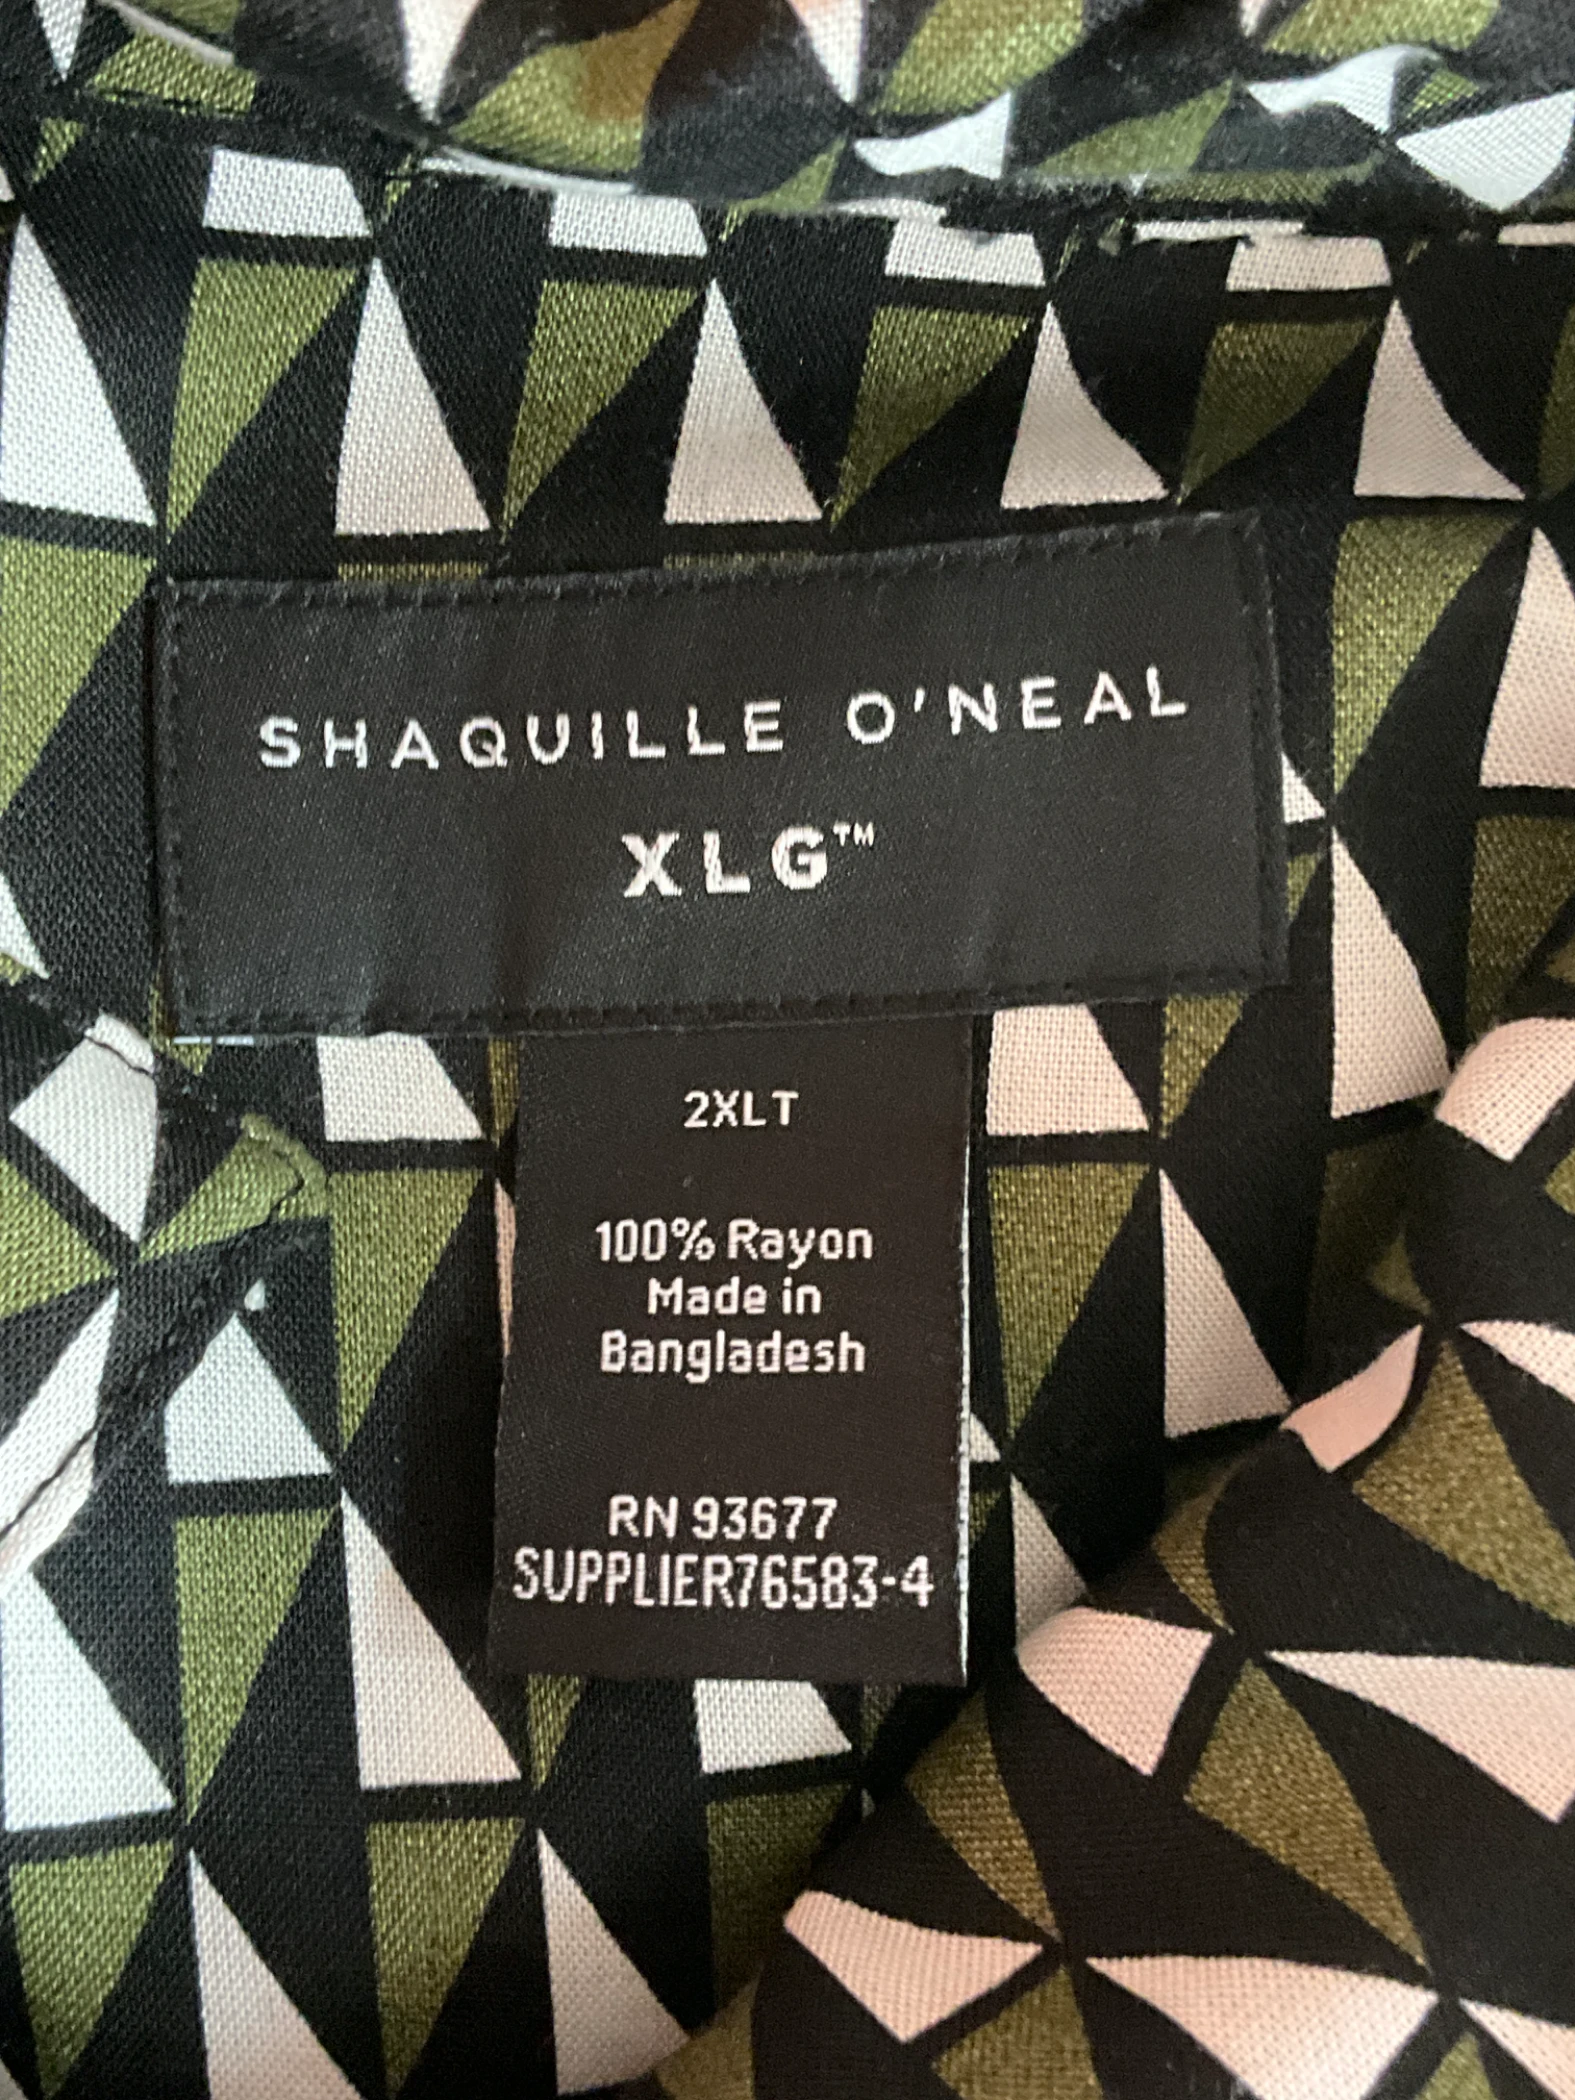 SHAQUILLE O'NEAL
XLG™
2XLT
100% Rayon
Made in
Bangladesh
RN 93677
SUPPLIER76583-4